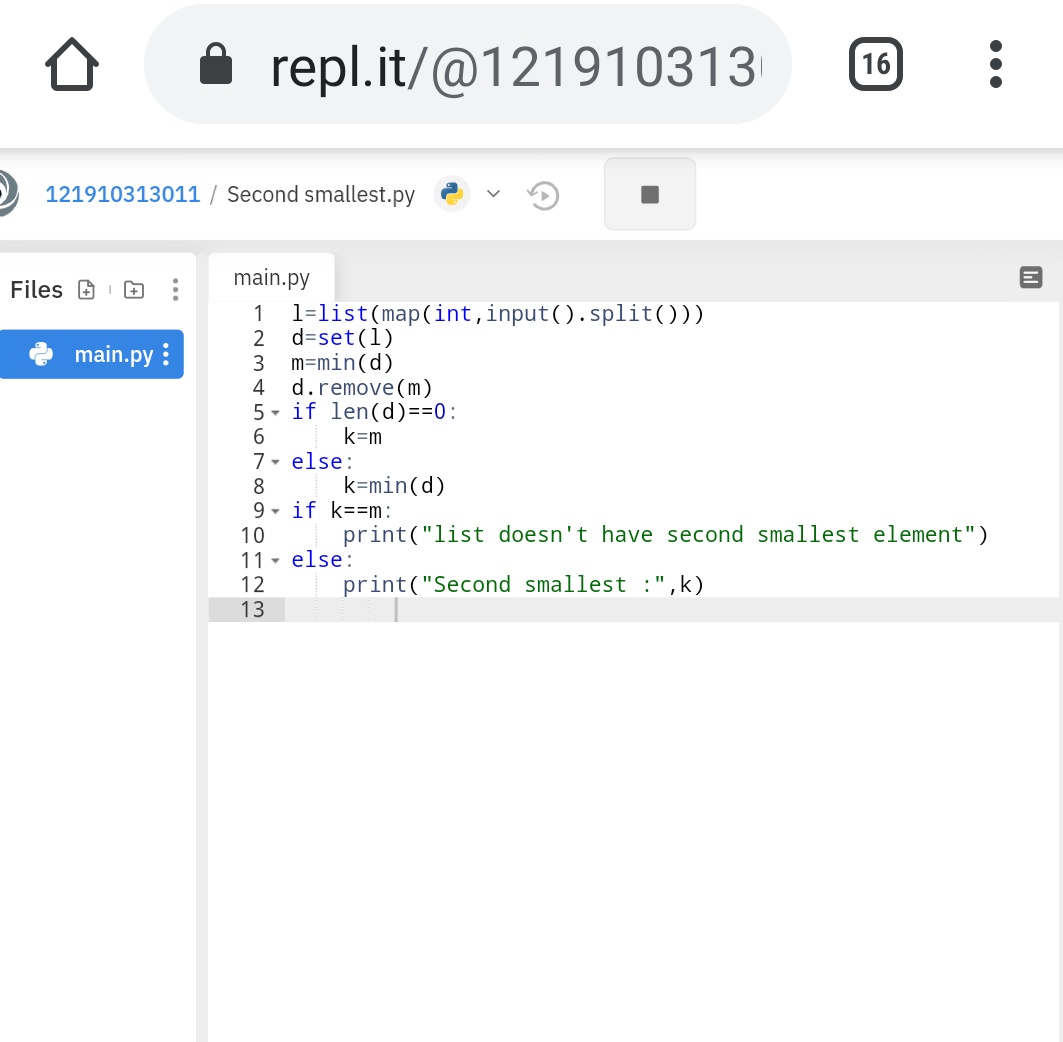 repl.it/@121910313
16
121910313011 / Second smallest.py
Files
main.py
main.py
1 l=list(map(int,input().split()))
2 d=set(l)
3 m=min(d)
4 d.remove(m)
5 if len(d)==0:
6     k=m
7 else:
8     k=min(d)
9 if k==m:
10     print("list doesn't have second smallest element")
11 else:
12     print("Second smallest :",k)
13